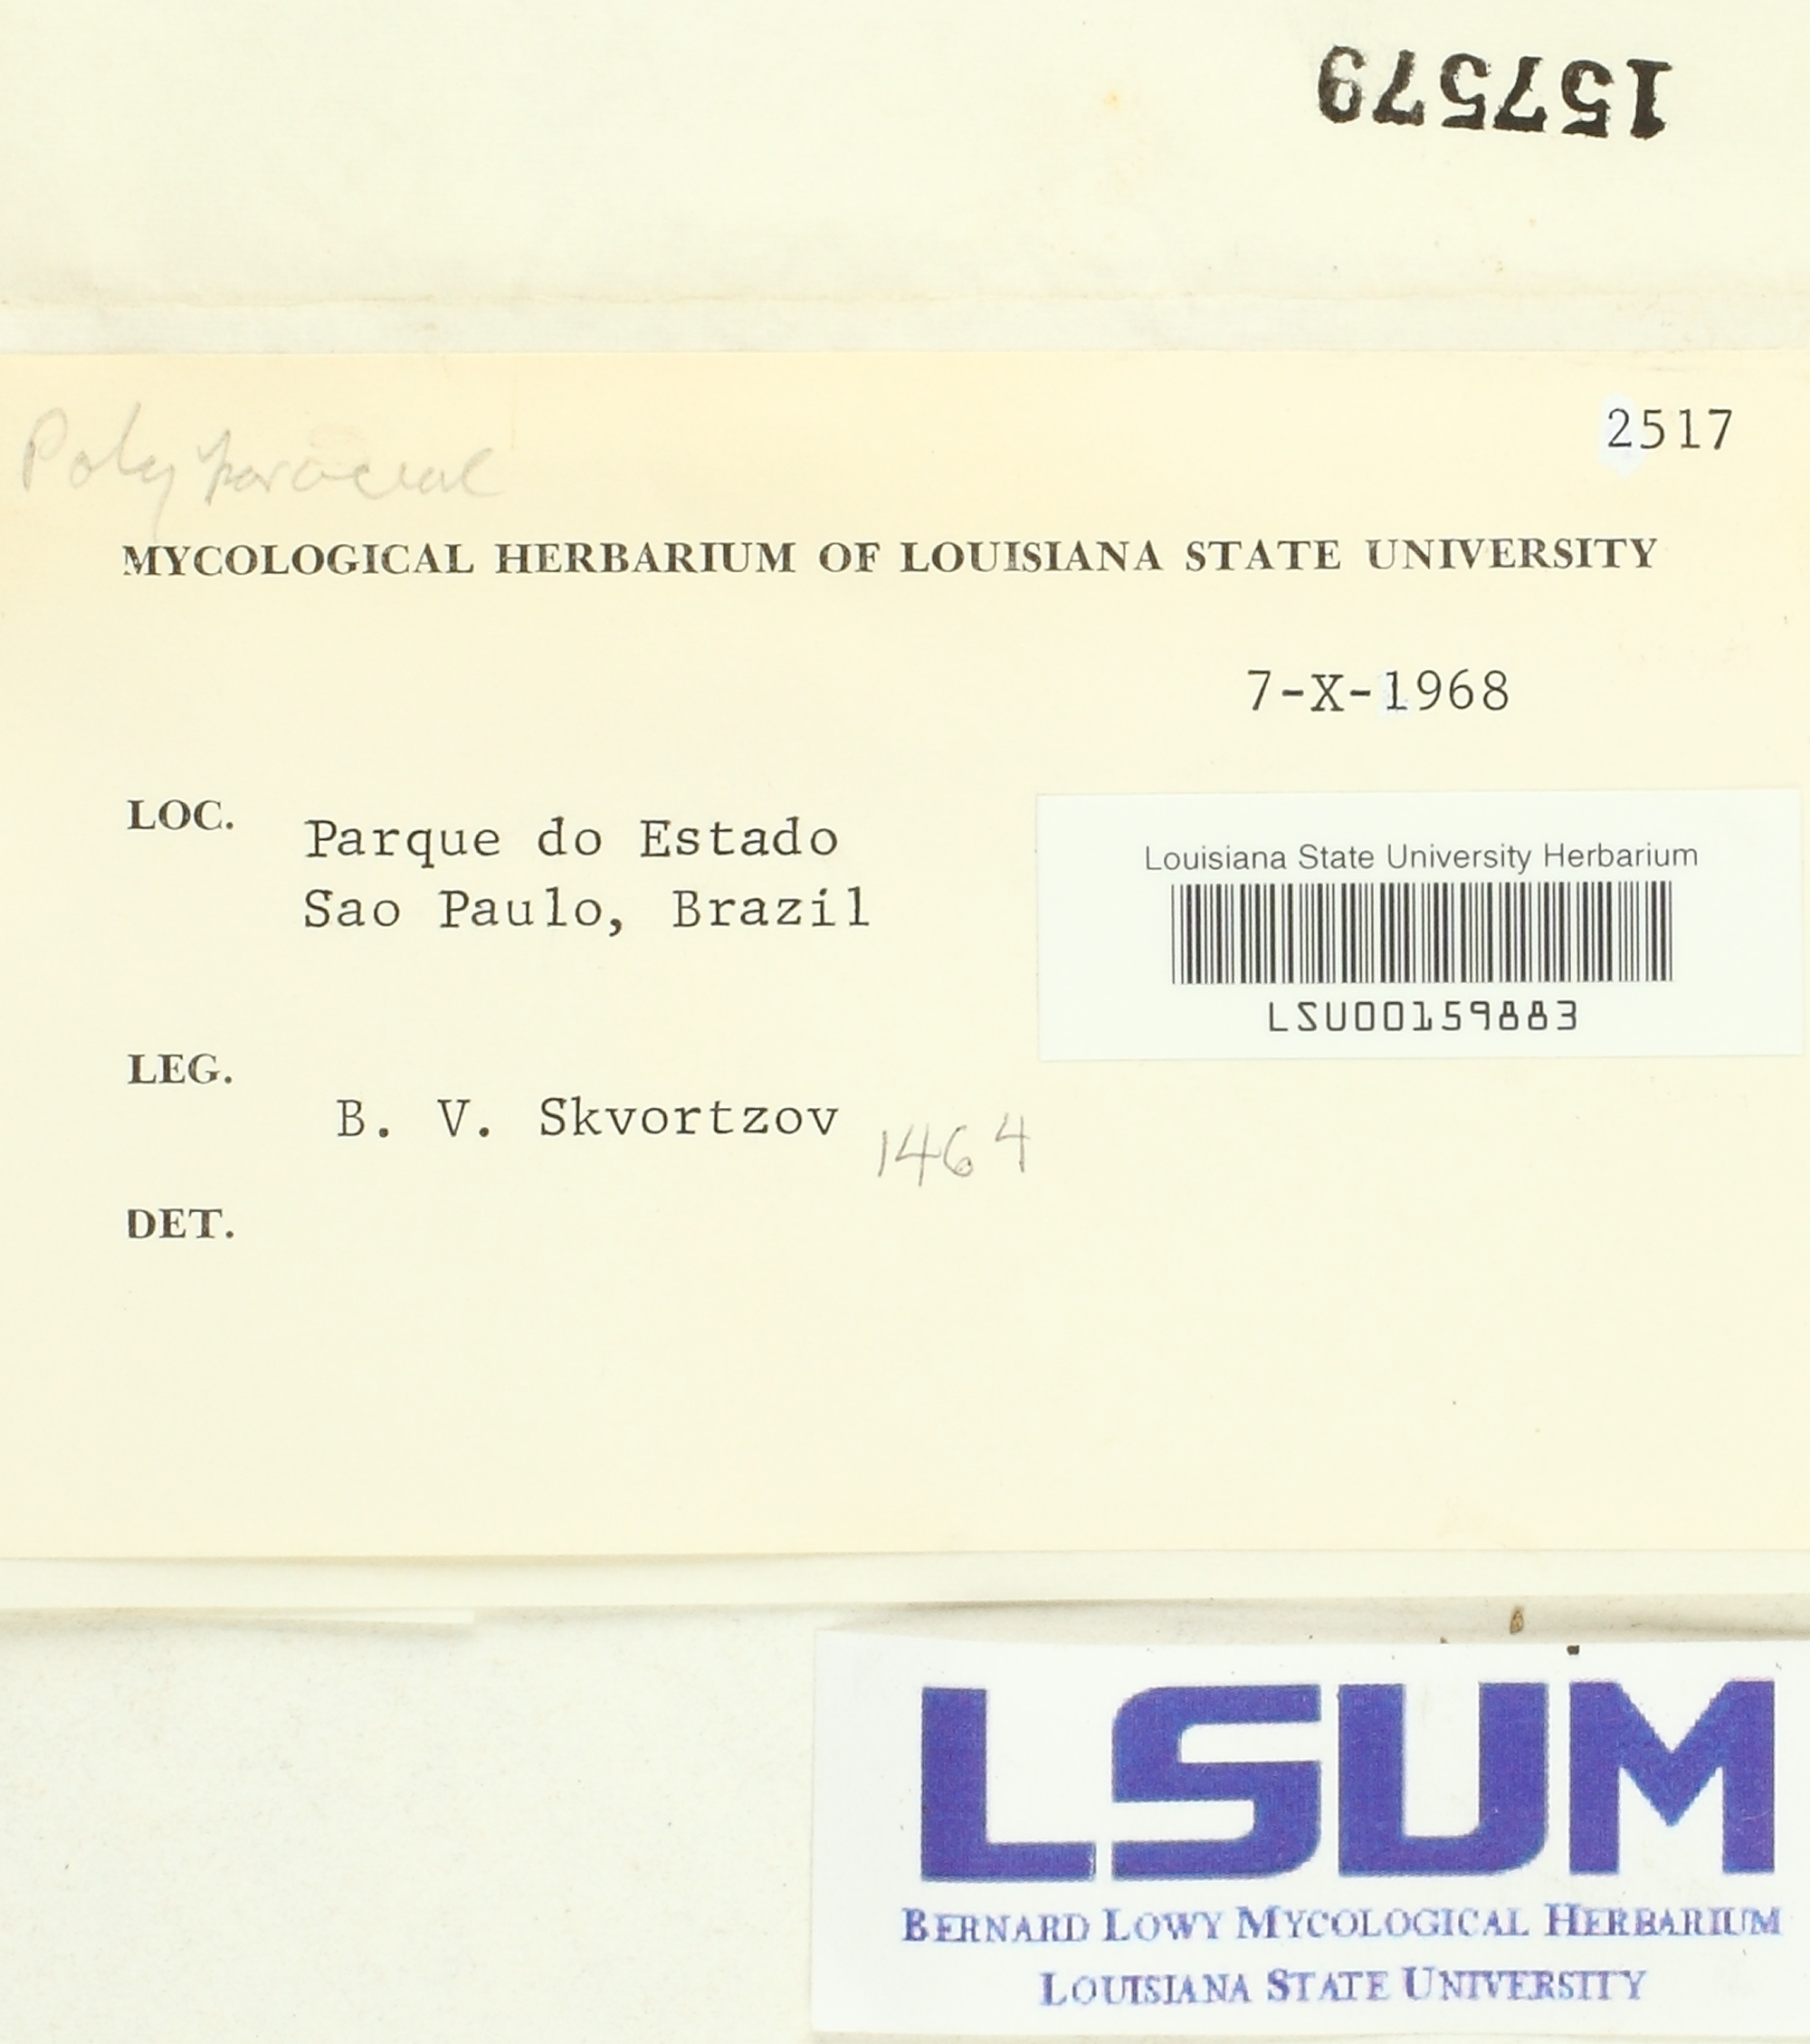 157579
2517
Polyporaceae
MYCOLOGICAL HERBARIUM OF LOUISIANA STATE UNIVERSITY
7-X-1968
LOC. Parque do Estado
Sao Paulo, Brazil
Louisiana State University Herbarium
LSU00159883
LEG. B. V. Skvortzov 1464
DET.
LSUM
BERNARD LOWY MYCOLOGICAL HERBARIUM
LOUISIANA STATE UNIVERSITY